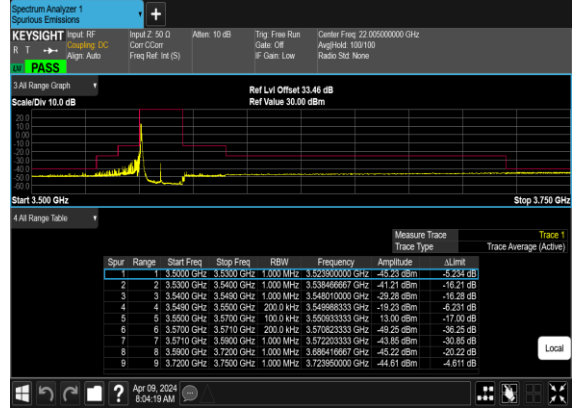 Spectrum Analyzer 1
Spurious Emissions
+
KEYSIGHT Input: RF Input Z: 50 Ω Atten: 10 dB Trig: Free Run Center Freq: 22.005000000 GHz
R T Coupling: DC Corr CCorr Gate: Off Avg|Hold: 100/100
Align: Auto Freq Ref: Int (S) IF Gain: Low Radio Std: None
LW PASS
3 All Range Graph
Ref Lvl Offset 33.46 dB
Scale/Div 10.0 dB Ref Value 30.00 dBm
20.0
10.0
0.00
-10.0
-20.0
-30.0
-40.0
-50.0
-60.0
Start 3.500 GHz Stop 3.750 GHz
4 All Range Table
Measure Trace Trace 1
Trace Type Trace Average (Active)
Spur Range Start Freq Stop Freq RBW Frequency Amplitude ΔLimit
1 1 3.5000 GHz 3.5300 GHz 1.000 MHz 3.523900000 GHz -45.23 dBm -5.234 dB
2 2 3.5300 GHz 3.5400 GHz 1.000 MHz 3.538466667 GHz -41.21 dBm -16.21 dB
3 3 3.5400 GHz 3.5490 GHz 1.000 MHz 3.548010000 GHz -29.28 dBm -16.28 dB
4 4 3.5490 GHz 3.5500 GHz 200.0 kHz 3.549988333 GHz -19.23 dBm -6.231 dB
5 5 3.5500 GHz 3.5700 GHz 100.0 kHz 3.550933333 GHz 13.00 dBm -17.00 dB
6 6 3.5700 GHz 3.5710 GHz 200.0 kHz 3.570823333 GHz -49.25 dBm -36.25 dB
7 7 3.5710 GHz 3.5900 GHz 1.000 MHz 3.572203333 GHz -43.85 dBm -30.85 dB
8 8 3.5900 GHz 3.7200 GHz 1.000 MHz 3.686416667 GHz -45.22 dBm -20.22 dB
9 9 3.7200 GHz 3.7500 GHz 1.000 MHz 3.723950000 GHz -44.61 dBm -4.611 dB
Local
? Apr 09, 2024
8:04:19 AM